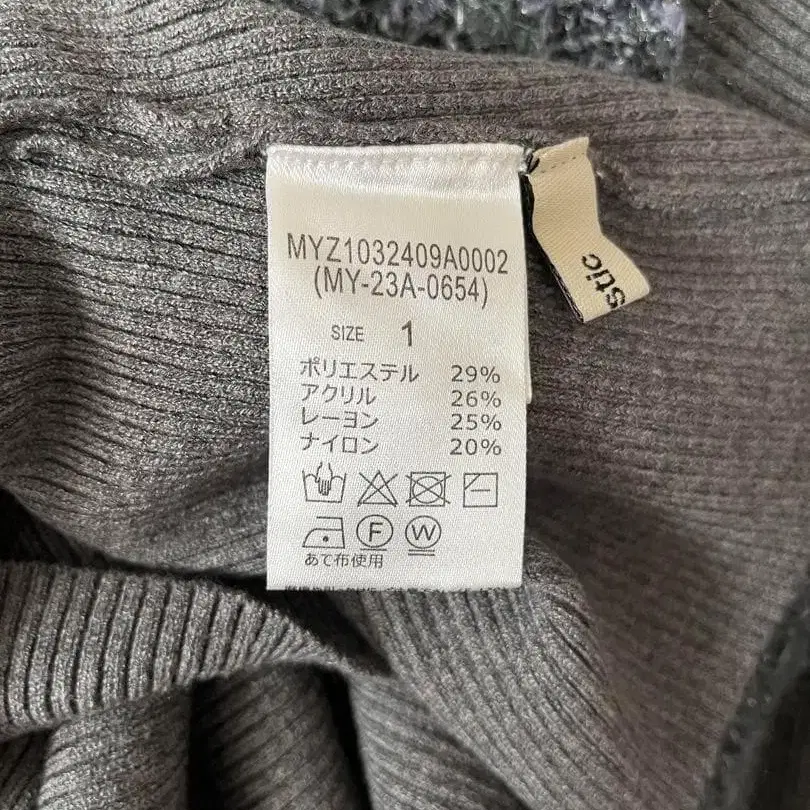 MYZ1032409A0002
(MY-23A-0654)
SIZE 1
ポリエステル 29%
アクリル 26%
レーヨン 25%
ナイロン 20%
F W
あて布使用
stic